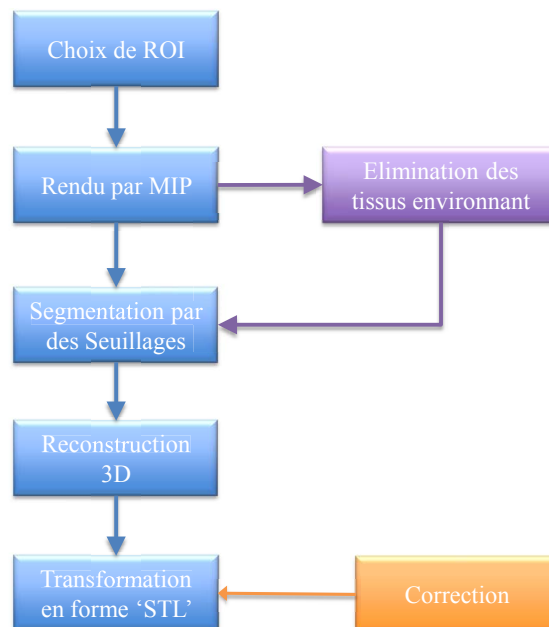 Choix de ROI
Rendu par MIP
Elimination des
tissus environnant
Segmentation par
des Seuillages
Reconstruction
3D
Transformation
en forme ‘STL’
Correction